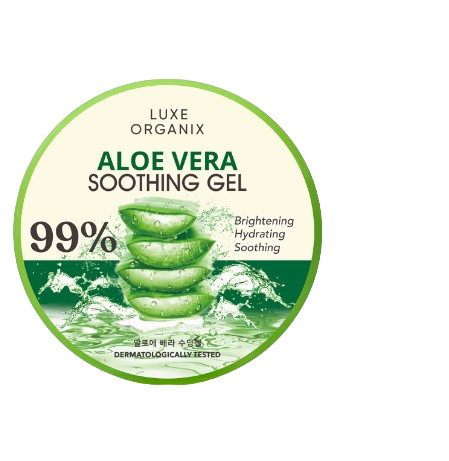 LUXE
ORGANIX
ALOE VERA
SOOTHING GEL
99%
Brightening
Hydrating
Soothing
알로에 베라 수딩젤
DERMATOLOGICALLY TESTED